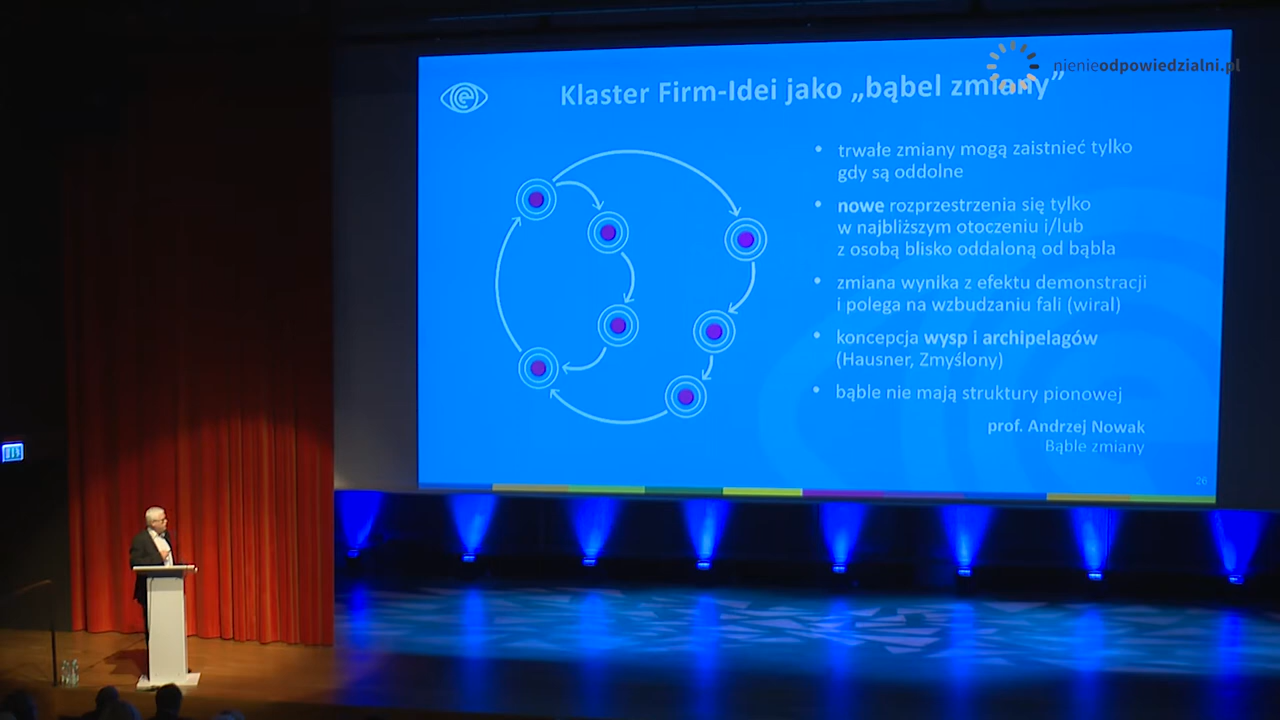 nienieodpowiedzialni.pl
Klaster Firm-Idei jako „bąbel zmiany”
• trwałe zmiany mogą zaistnieć tylko
gdy są oddolne
• nowe rozprzestrzenia się tylko
w najbliższym otoczeniu i/lub
z osobą blisko oddaloną od bąbla
• zmiana wynika z efektu demonstracji
i polega na wzbudzaniu fali (wiral)
• koncepcja wysp i archipelagów
(Hausner, Zmyślony)
• bąble nie mają struktury pionowej
prof. Andrzej Nowak
Bąble zmiany
26